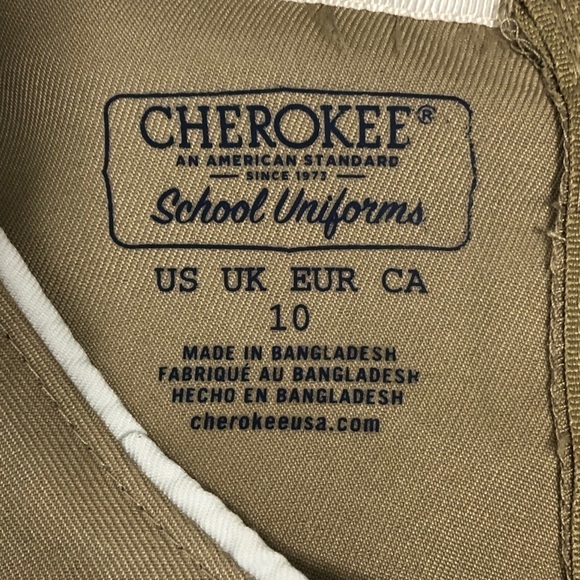 CHEROKEE®
AN AMERICAN STANDARD
SINCE 1973
School Uniforms
US UK EUR CA
10
MADE IN BANGLADESH
FABRIQUÉ AU BANGLADESH
HECHO EN BANGLADESH
cherokeeusa.com